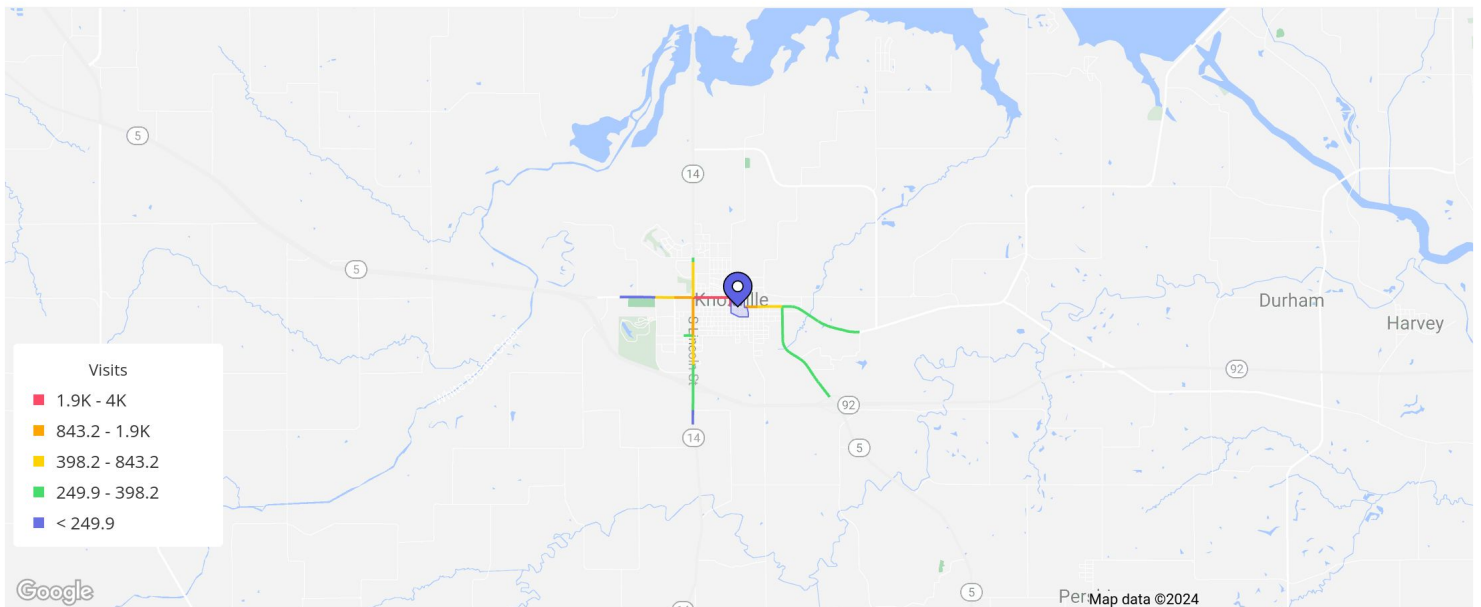 5
14
5
Knoxville
S Lincoln St
Durham
Harvey
92
92
14
5
5
Visits
1.9K - 4K
843.2 - 1.9K
398.2 - 843.2
249.9 - 398.2
< 249.9
Google
Map data ©2024